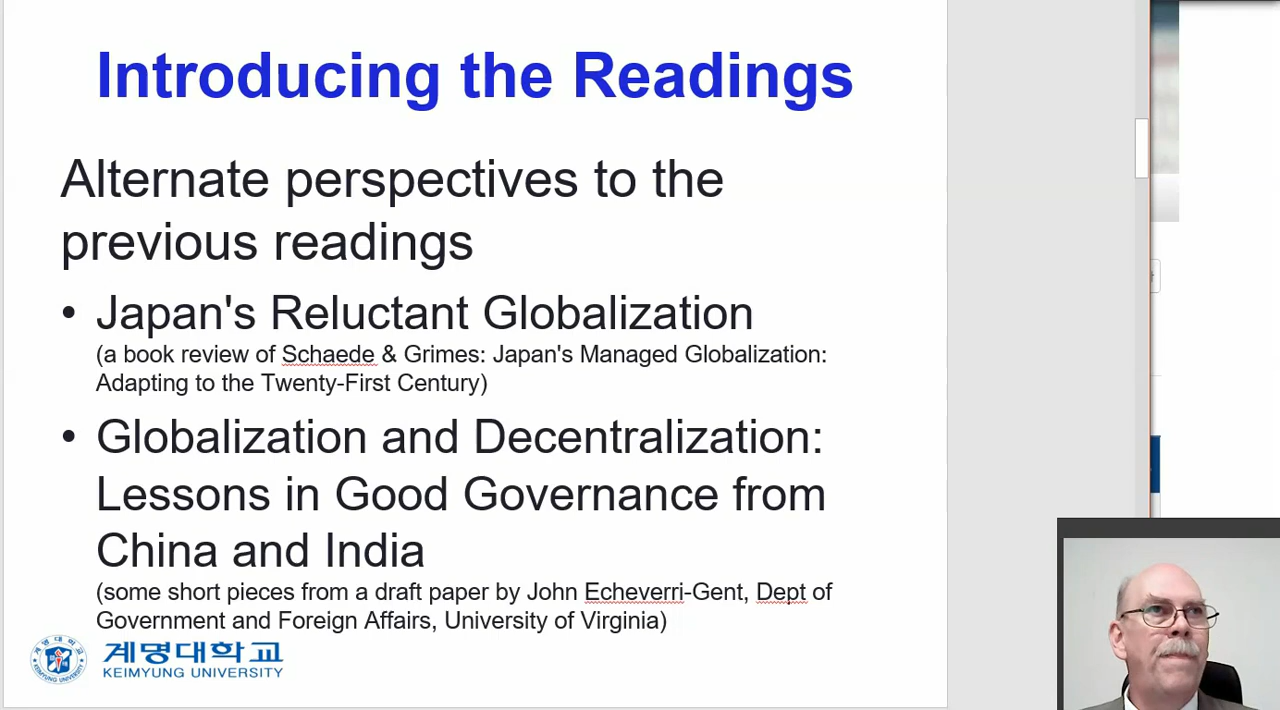 Introducing the Readings
Alternate perspectives to the
previous readings
• Japan's Reluctant Globalization
(a book review of Schaede & Grimes: Japan's Managed Globalization:
Adapting to the Twenty-First Century)
• Globalization and Decentralization:
Lessons in Good Governance from
China and India
(some short pieces from a draft paper by John Echeverri-Gent, Dept of
Government and Foreign Affairs, University of Virginia)
계명대학교
KEIMYUNG UNIVERSITY